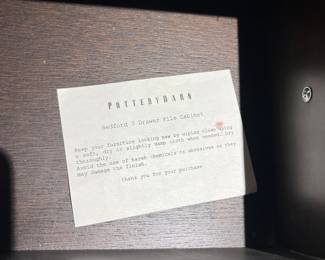 POTTERY BARN
Bedford 3 Drawer File Cabinet
Keep your furniture looking new by wiping clean using
a soft, dry or slightly damp cloth when needed. Dry
thoroughly.
Avoid the use of harsh chemicals or abrasives as they
may damage the finish.
Thank you for your purchase